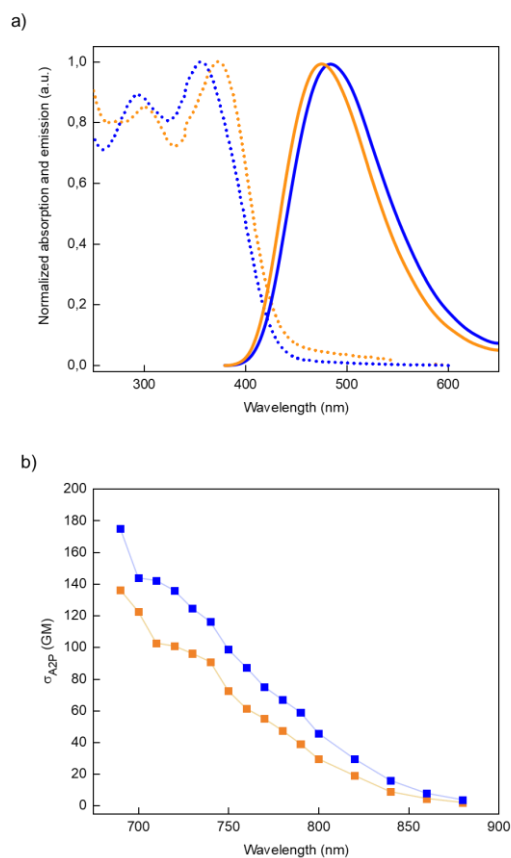 a)
Normalized absorption and emission (a.u.)
1,0
0,8
0,6
0,4
0,2
0,0
300 400 500 600
Wavelength (nm)
b)
σA2P (GM)
200
180
160
140
120
100
80
60
40
20
0
700 750 800 850 900
Wavelength (nm)